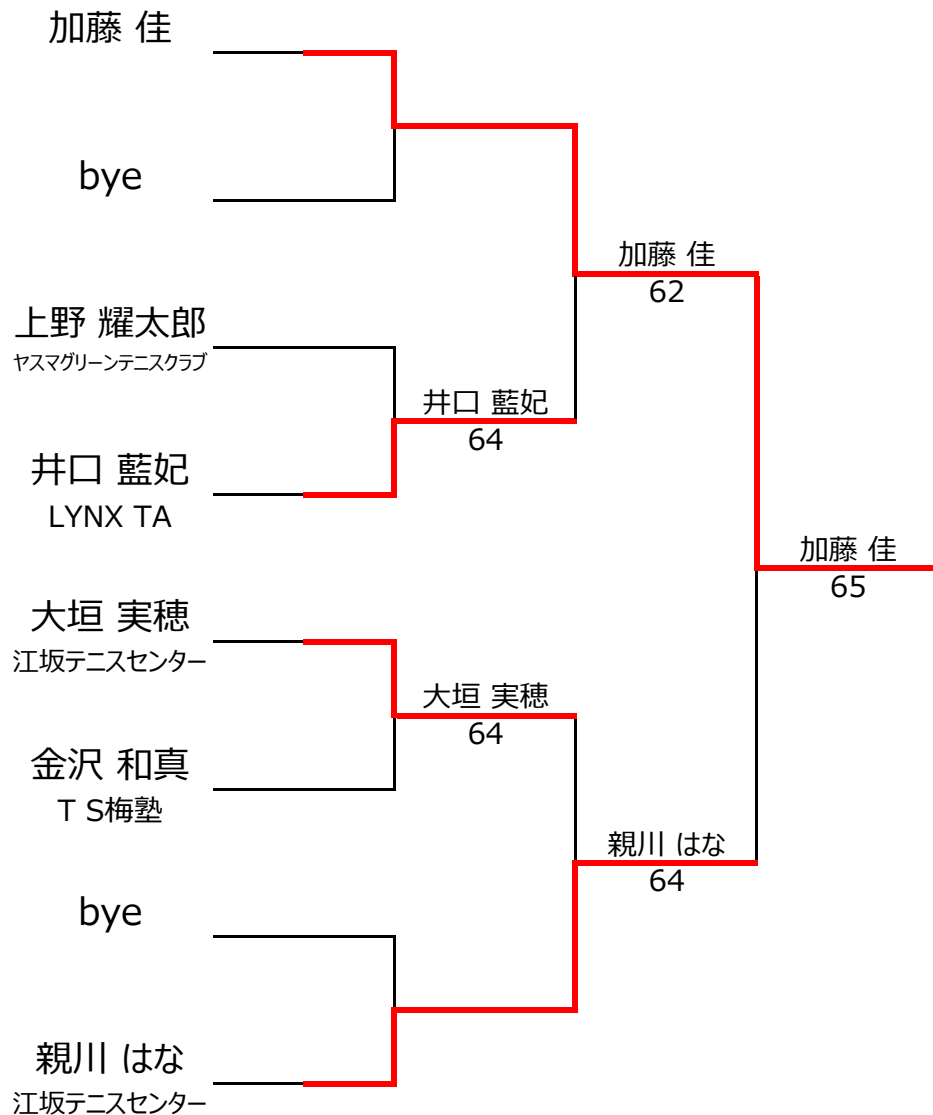 加藤 佳
bye
上野 耀太郎
ヤスマグリーンテニスクラブ
井口 藍妃
LYNX TA
大垣 実穂
江坂テニスセンター
金沢 和真
T S梅塾
bye
親川 はな
江坂テニスセンター
井口 藍妃
64
大垣 実穂
64
加藤 佳
62
親川 はな
64
加藤 佳
65